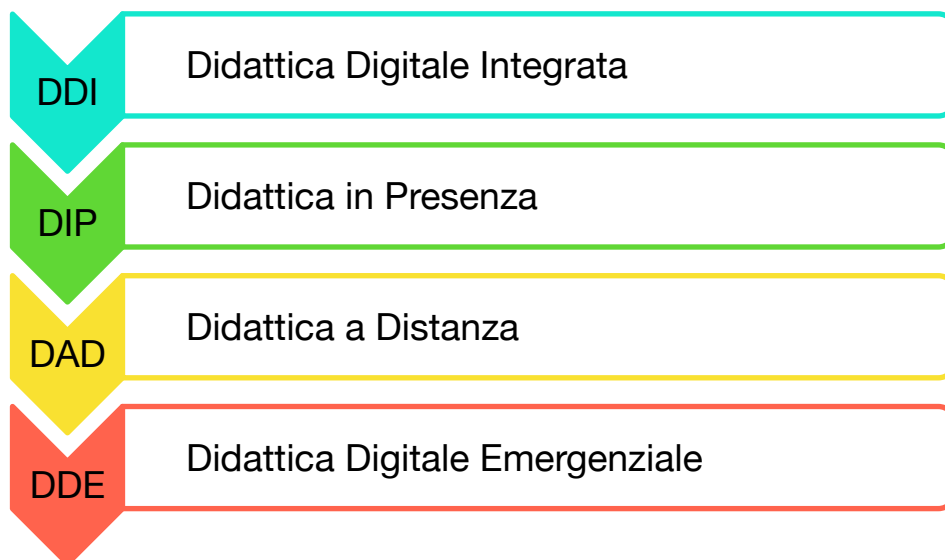 DDI
Didattica Digitale Integrata
DIP
Didattica in Presenza
DAD
Didattica a Distanza
DDE
Didattica Digitale Emergenziale